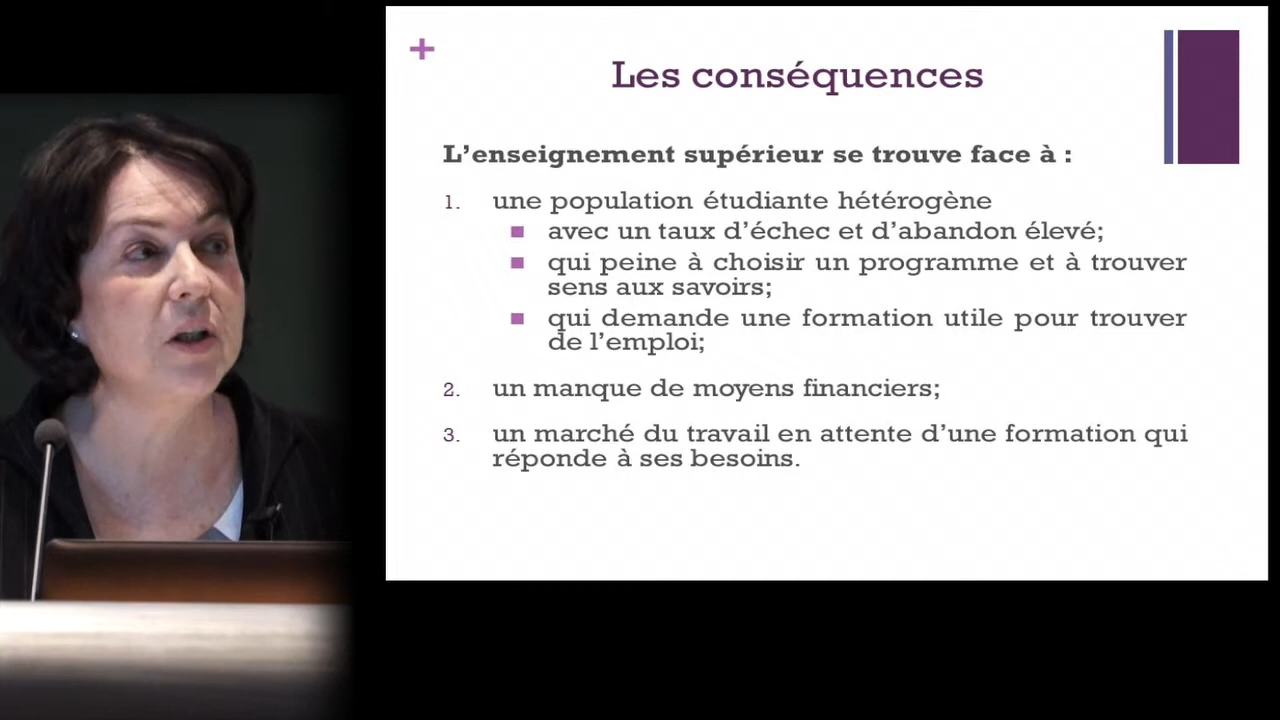 +
Les conséquences
L'enseignement supérieur se trouve face à :
1. une population étudiante hétérogène
■ avec un taux d'échec et d'abandon élevé;
■ qui peine à choisir un programme et à trouver
sens aux savoirs;
■ qui demande une formation utile pour trouver
de l'emploi;
2. un manque de moyens financiers;
3. un marché du travail en attente d'une formation qui
réponde à ses besoins.